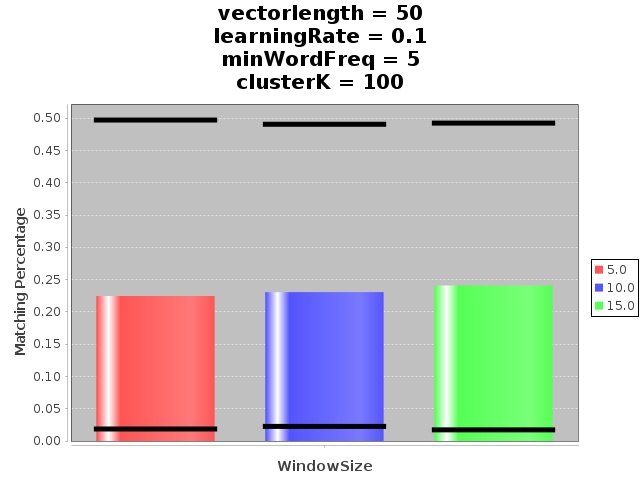 vectorlength = 50
learningRate = 0.1
minWordFreq = 5
clusterK = 100
Matching Percentage
0.50
0.45
0.40
0.35
0.30
0.25
0.20
0.15
0.10
0.05
0.00
WindowSize
5.0
10.0
15.0